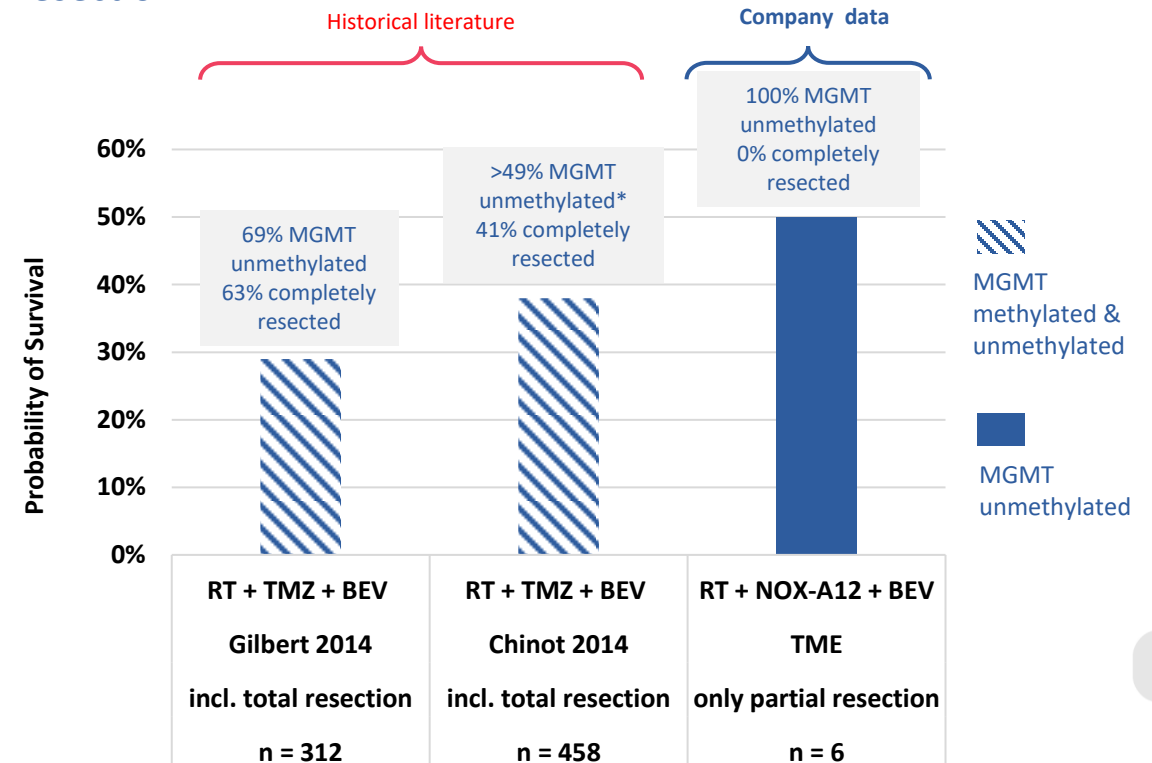 Historical literature
Company data
100% MGMT
unmethylated
0% completely
resected
>49% MGMT
unmethylated*
41% completely
resected
69% MGMT
unmethylated
63% completely
resected
Probability of Survival
60%
50%
40%
30%
20%
10%
0%
MGMT
methylated &
unmethylated
MGMT
unmethylated
RT + TMZ + BEV
Gilbert 2014
incl. total resection
n = 312
RT + TMZ + BEV
Chinot 2014
incl. total resection
n = 458
RT + NOX-A12 + BEV
TME
only partial resection
n = 6